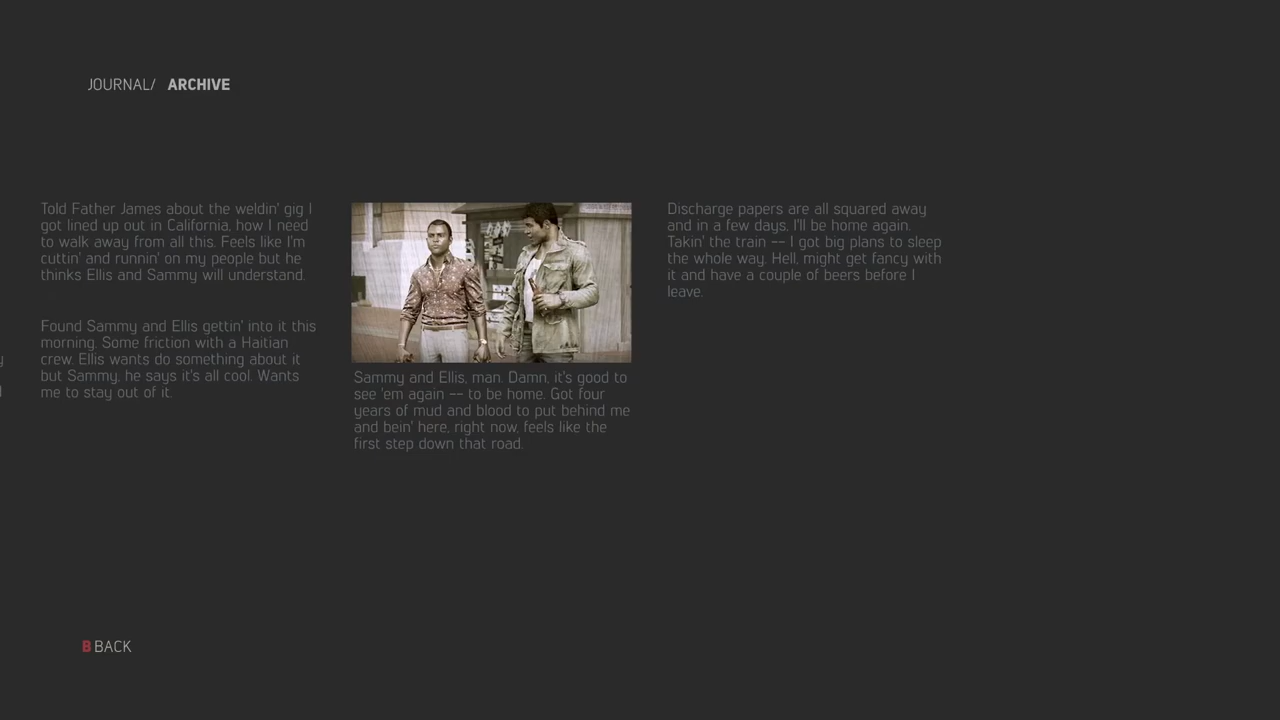 JOURNAL/ ARCHIVE
Told Father James about the weldin' gig I
got lined up out in California, how I need
to walk away from all this. Feels like I'm
cuttin' and runnin' on my people but he
thinks Ellis and Sammy will understand.
Found Sammy and Ellis gettin' into it this
morning. Some friction with a Haitian
crew. Ellis wants do something about it
but Sammy, he says it's all cool. Wants
me to stay out of it.
Sammy and Ellis, man. Damn, it's good to
see 'em again -- to be home. Got four
years of mud and blood to put behind me
and bein' here, right now, feels like the
first step down that road.
Discharge papers are all squared away
and in a few days, I'll be home again.
Takin' the train -- I got big plans to sleep
the whole way. Hell, might get fancy with
it and have a couple of beers before I
leave.
B BACK